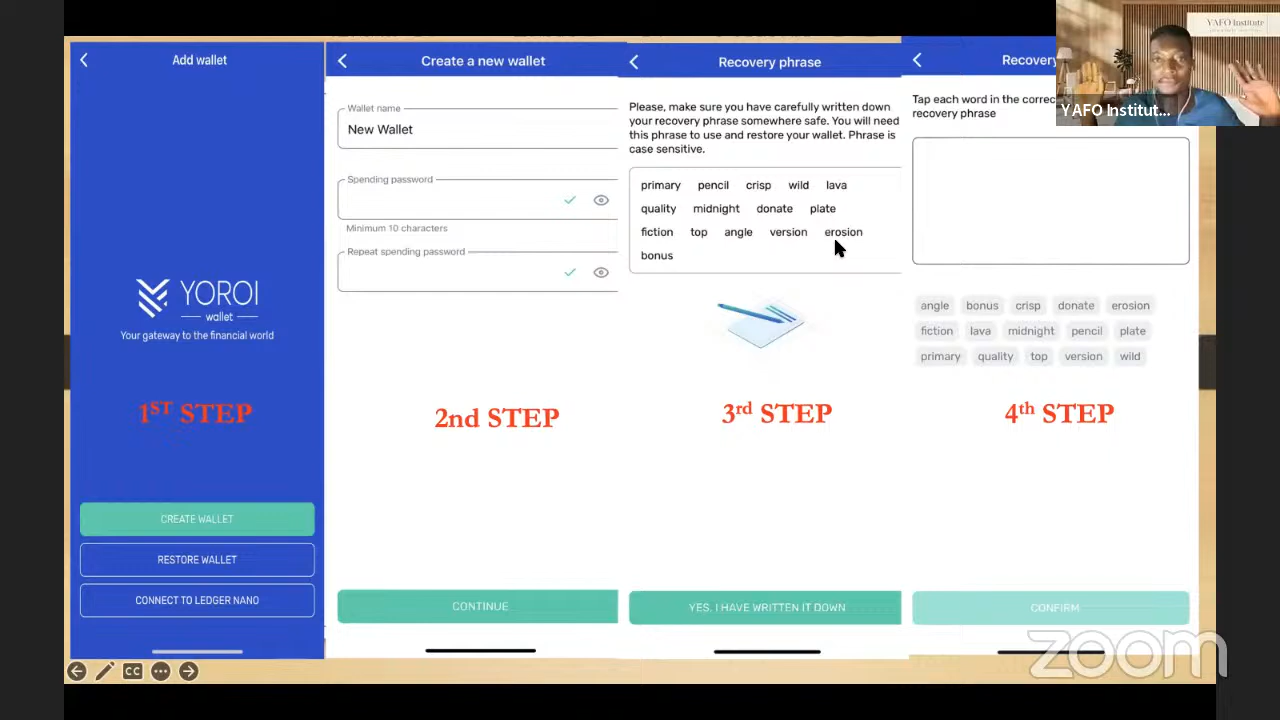 Add wallet
YOROI
wallet
Your gateway to the financial world
1ST STEP
CREATE WALLET
RESTORE WALLET
CONNECT TO LEDGER NANO
Create a new wallet
Wallet name
New Wallet
Spending password
Minimum 10 characters
Repeat spending password
2nd STEP
CONTINUE
Recovery phrase
Please, make sure you have carefully written down
your recovery phrase somewhere safe. You will need
this phrase to use and restore your wallet. Phrase is
case sensitive.
primary pencil crisp wild lava
quality midnight donate plate
fiction top angle version erosion
bonus
3rd STEP
YES, I HAVE WRITTEN IT DOWN
Recovery
Tap each word in the correc
recovery phrase
angle bonus crisp donate erosion
fiction lava midnight pencil plate
primary quality top version wild
4th STEP
CONFIRM
YAFO Institute
YAFO Institut...
CC
zoom